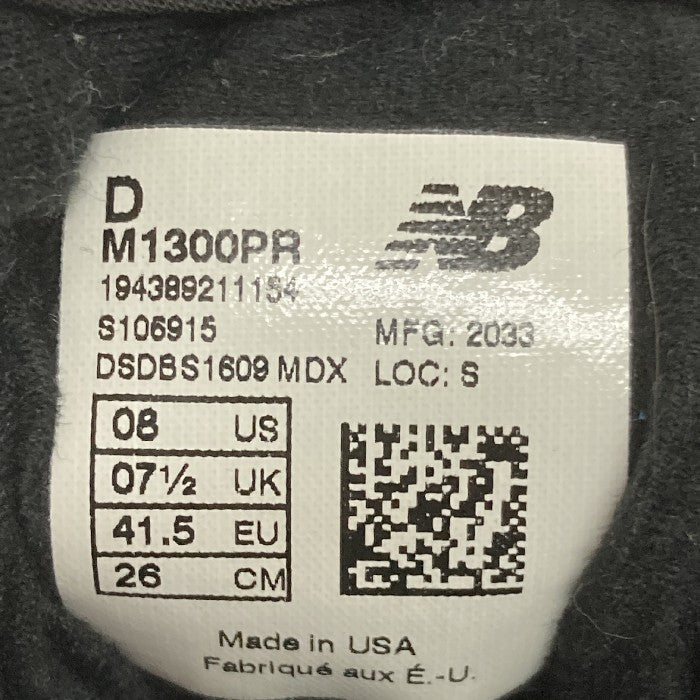 D
NB
M1300PR
194389211154
S106915
MFG: 2033
DSDBS1609 MDX LOC: S
08 US
07½ UK
41.5 EU
26 CM
Made in USA
Fabriqué aux É.-U.